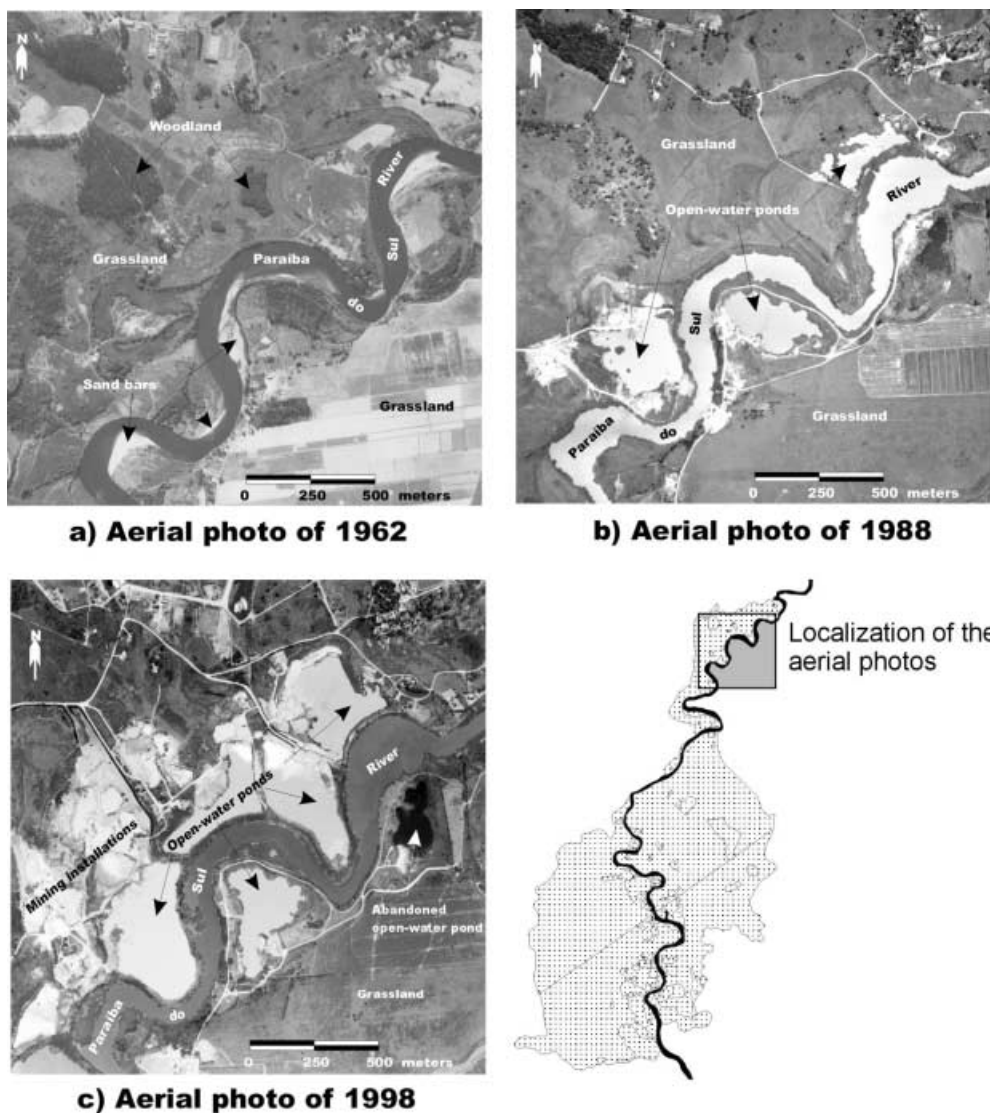 N
Woodland
River
Sul
Grassland
Paraiba
do
Sand bars
Grassland
0 250 500 meters
a) Aerial photo of 1962
N
Grassland
River
Open-water ponds
Sul
Paraiba
do
Grassland
0 250 500 meters
b) Aerial photo of 1988
N
River
Open-water ponds
Mining installations
Sul
Abandoned
open-water pond
Grassland
Paraiba
do
0 250 500 meters
c) Aerial photo of 1998
Localization of the
aerial photos